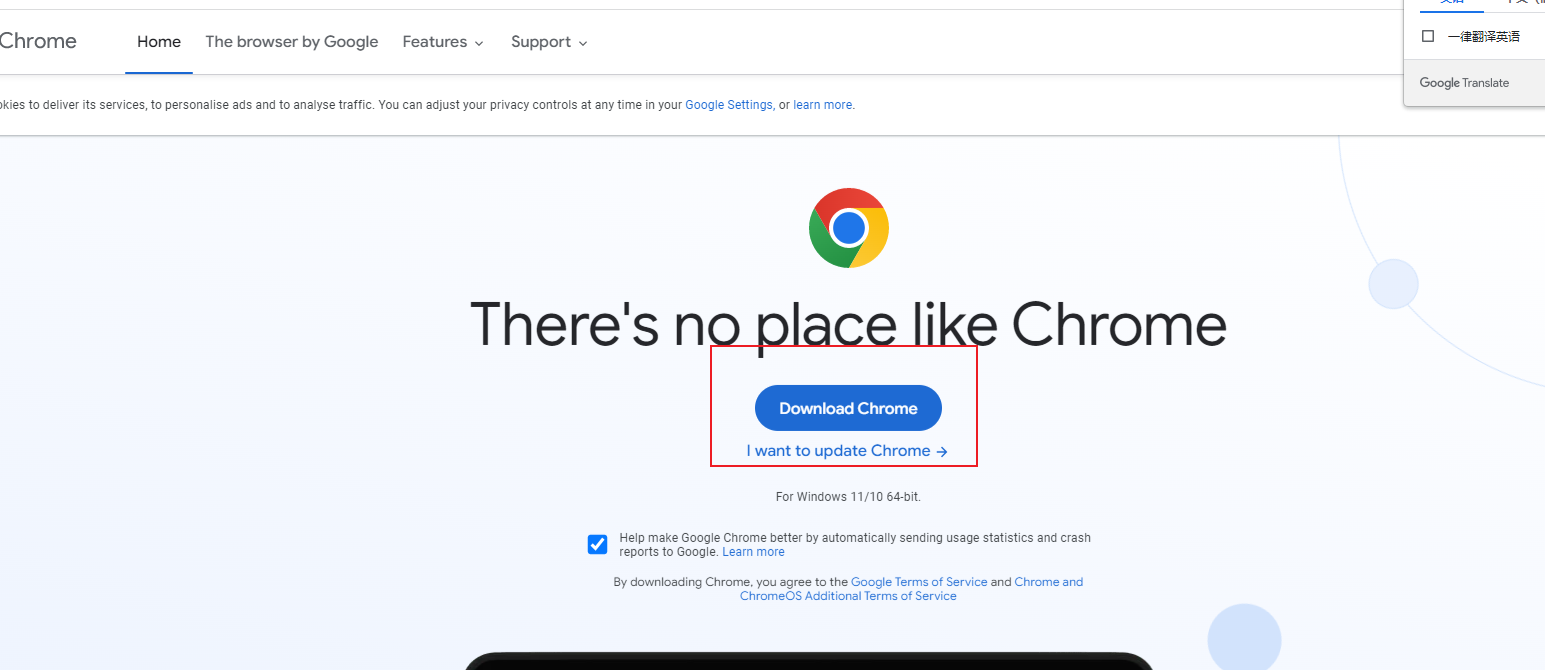 Chrome Home The browser by Google Features Support
一律翻译英语
Google Translate
to deliver its services, to personalise ads and to analyse traffic. You can adjust your privacy controls at any time in your Google Settings, or learn more.
There's no place like Chrome
Download Chrome
I want to update Chrome →
For Windows 11/10 64-bit.
Help make Google Chrome better by automatically sending usage statistics and crash
reports to Google. Learn more
By downloading Chrome, you agree to the Google Terms of Service and Chrome and
ChromeOS Additional Terms of Service